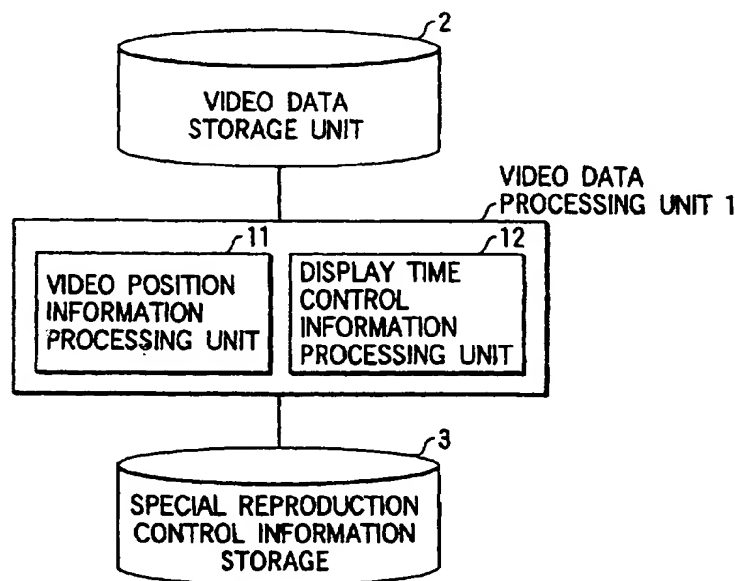 2
VIDEO DATA
STORAGE UNIT
VIDEO DATA
PROCESSING UNIT 1
11
VIDEO POSITION
INFORMATION
PROCESSING UNIT
12
DISPLAY TIME
CONTROL
INFORMATION
PROCESSING UNIT
3
SPECIAL REPRODUCTION
CONTROL INFORMATION
STORAGE